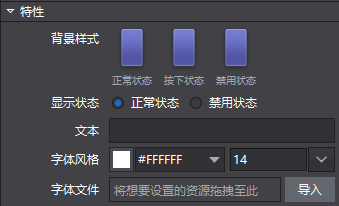 特性
背景样式
正常状态 按下状态 禁用状态
显示状态 正常状态 禁用状态
文本
字体风格 #FFFFFF 14
字体文件 将想要设置的资源拖拽至此 导入